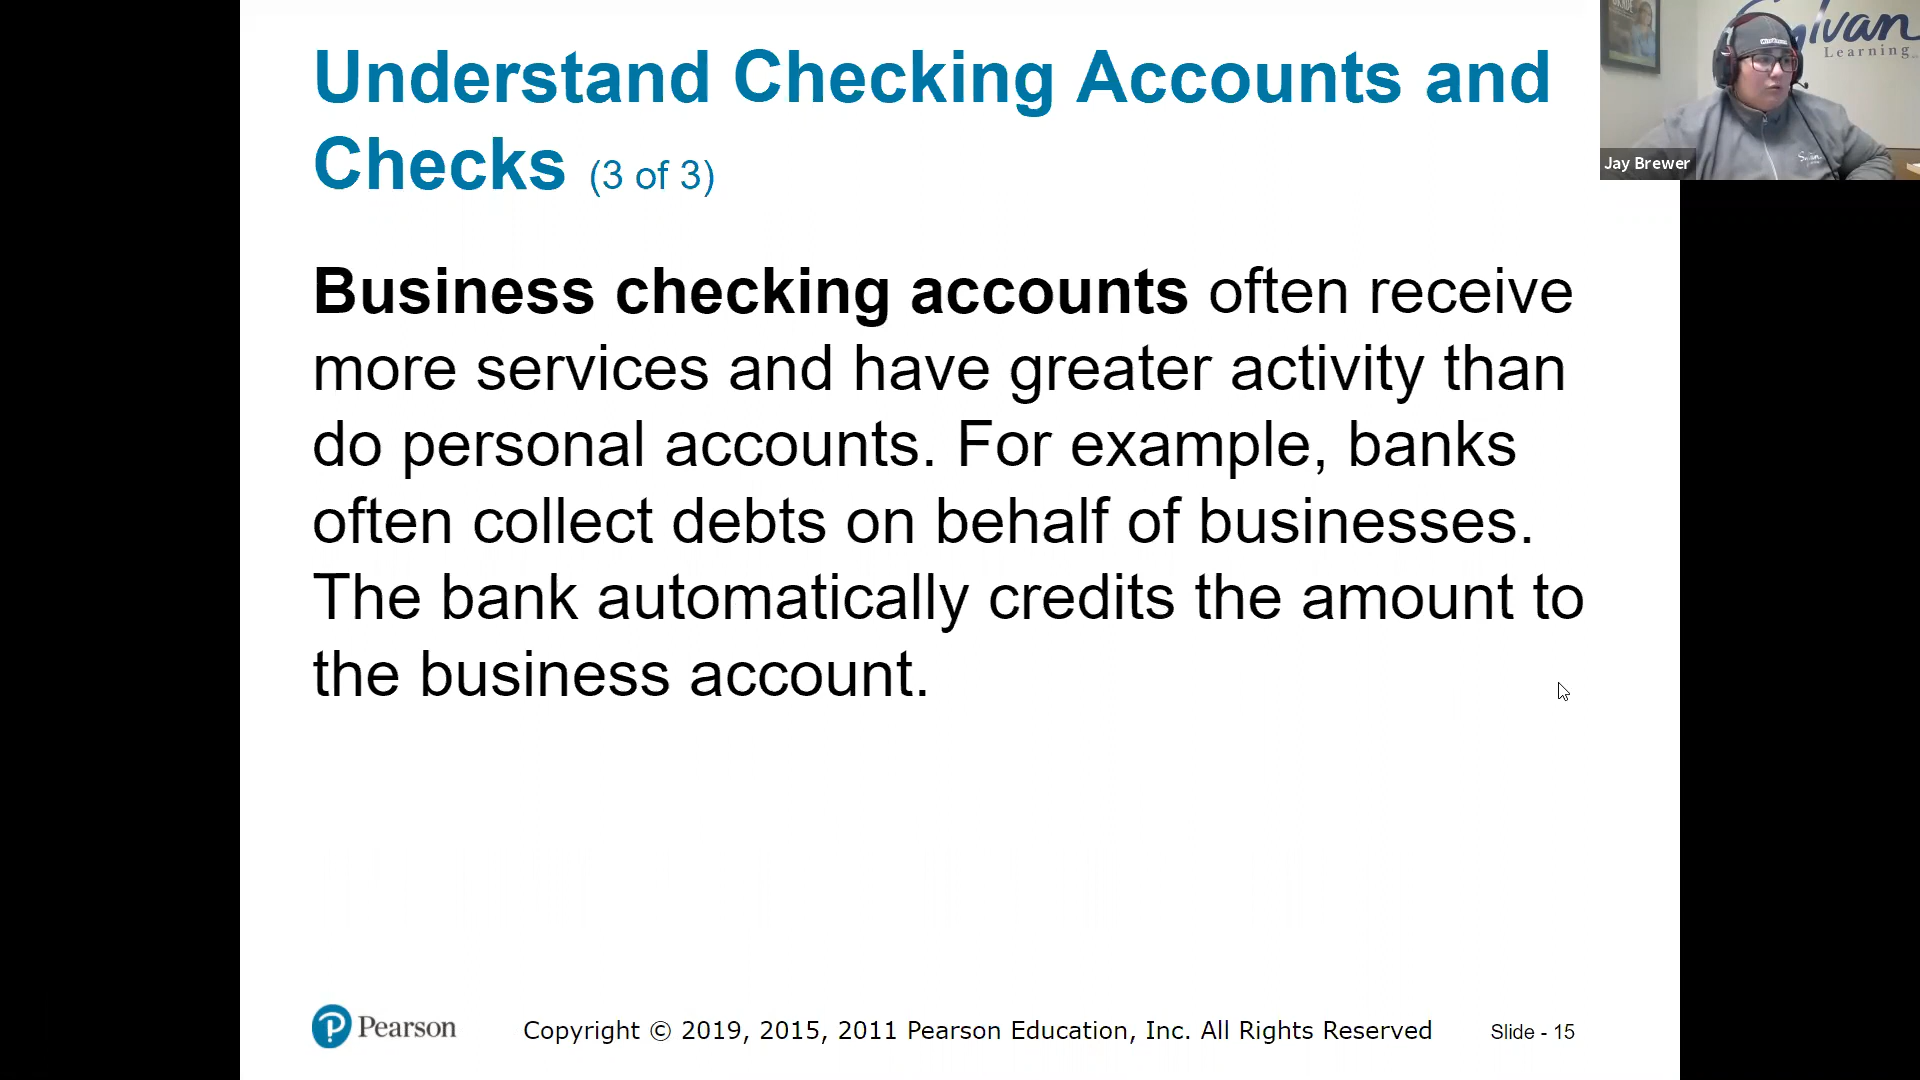 Understand Checking Accounts and
Checks (3 of 3)
Business checking accounts often receive
more services and have greater activity than
do personal accounts. For example, banks
often collect debts on behalf of businesses.
The bank automatically credits the amount to
the business account.
Sylvan
Learning
Jay Brewer
Pearson
Copyright © 2019, 2015, 2011 Pearson Education, Inc. All Rights Reserved
Slide - 15